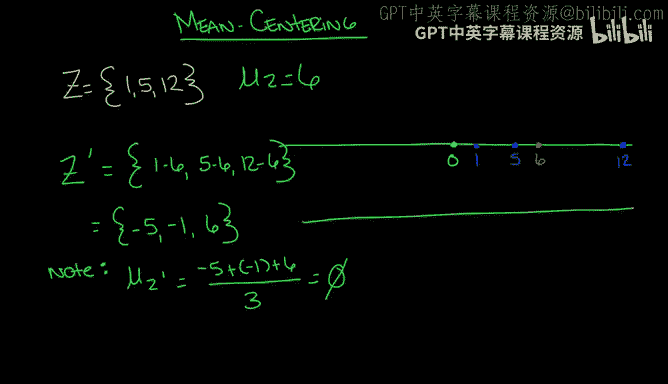 GPT中英字幕课程资源@bilibili.com
GPT中英字幕课程资源 bilibili
MEAN-CENTERING
Z = {1, 5, 12} μz = 6
Z' = {1-6, 5-6, 12-6}
0 1 5 6 12
= {-5, -1, 6}
NOTE: μz' = (-5+(-1)+6)/3 = ∅